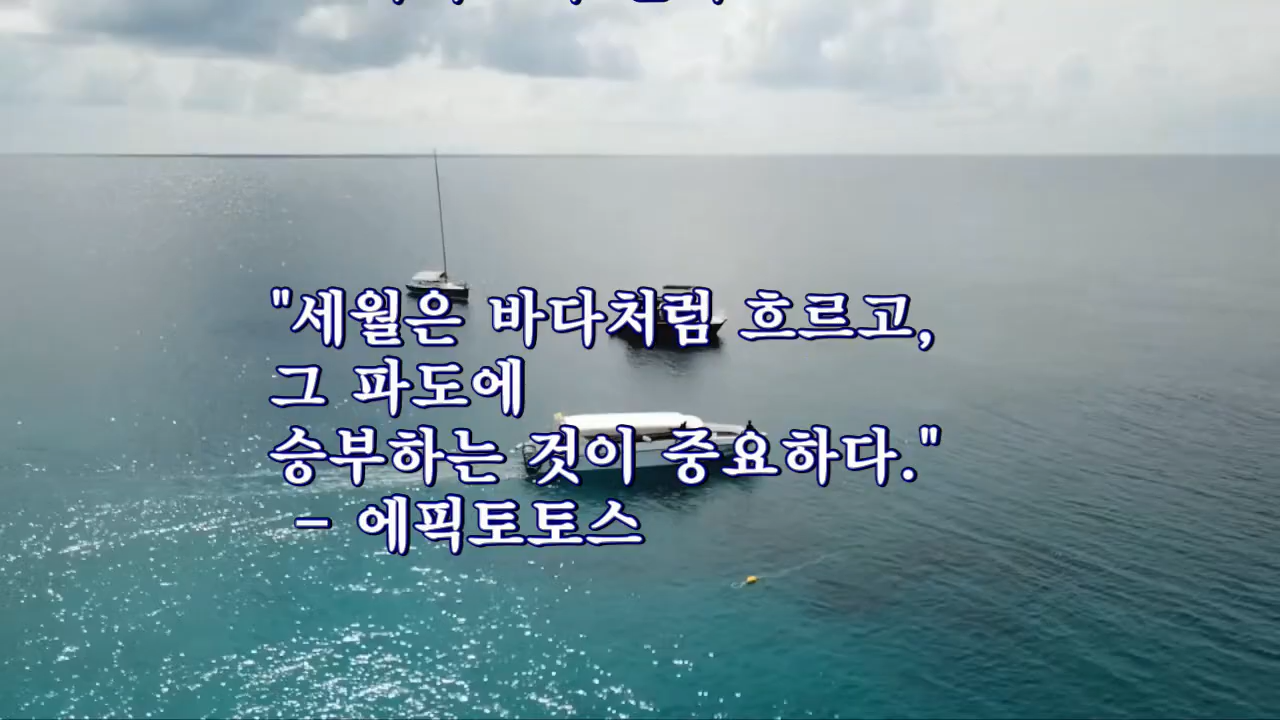 "세월은 바다처럼 흐르고,
그 파도에
승부하는 것이 중요하다."
- 에픽토토스